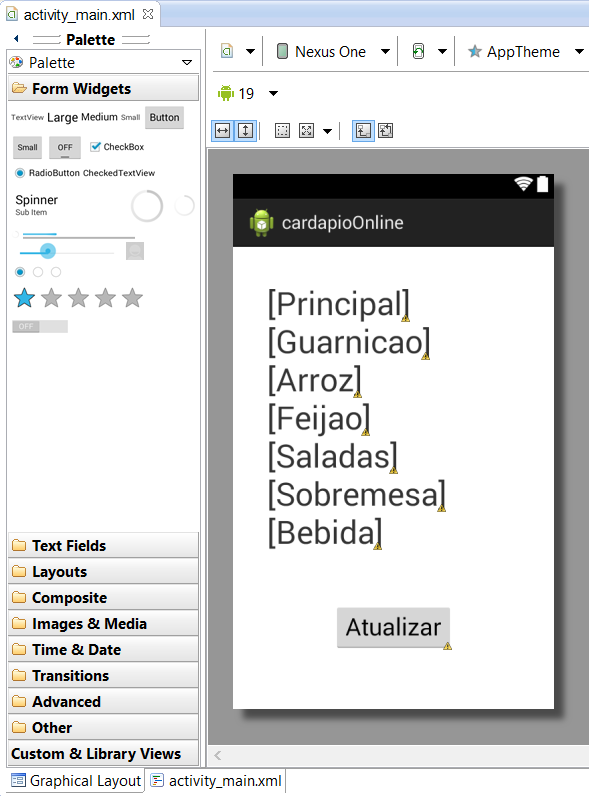 activity_main.xml
Palette
Palette
Form Widgets
TextView Large Medium Small Button
Small OFF CheckBox
RadioButton CheckedTextView
Spinner
Sub Item
OFF
Text Fields
Layouts
Composite
Images & Media
Time & Date
Transitions
Advanced
Other
Custom & Library Views
Graphical Layout activity_main.xml
Nexus One AppTheme
19
cardapioOnline
[Principal]
[Guarnicao]
[Arroz]
[Feijao]
[Saladas]
[Sobremesa]
[Bebida]
Atualizar